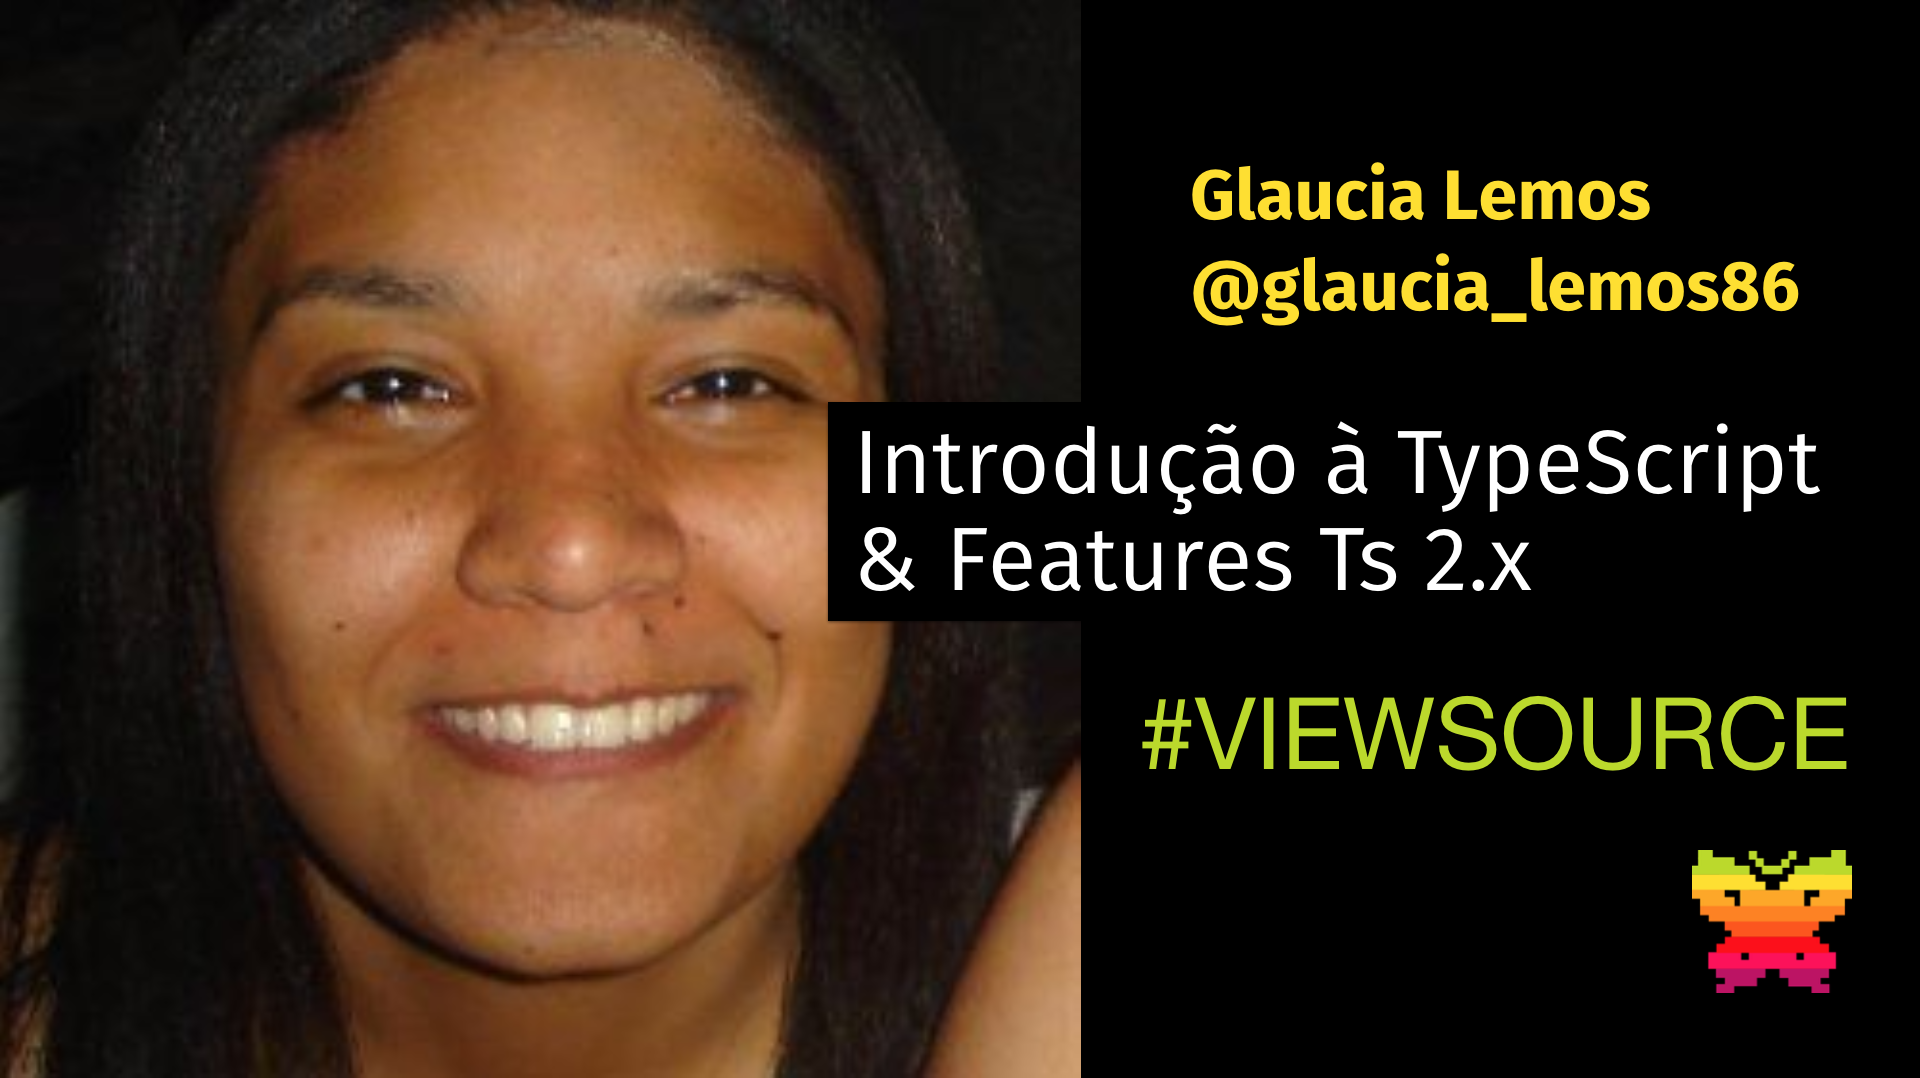 Glaucia Lemos
@glaucia_lemos86
Introdução à TypeScript
& Features Ts 2.x
#VIEWSOURCE